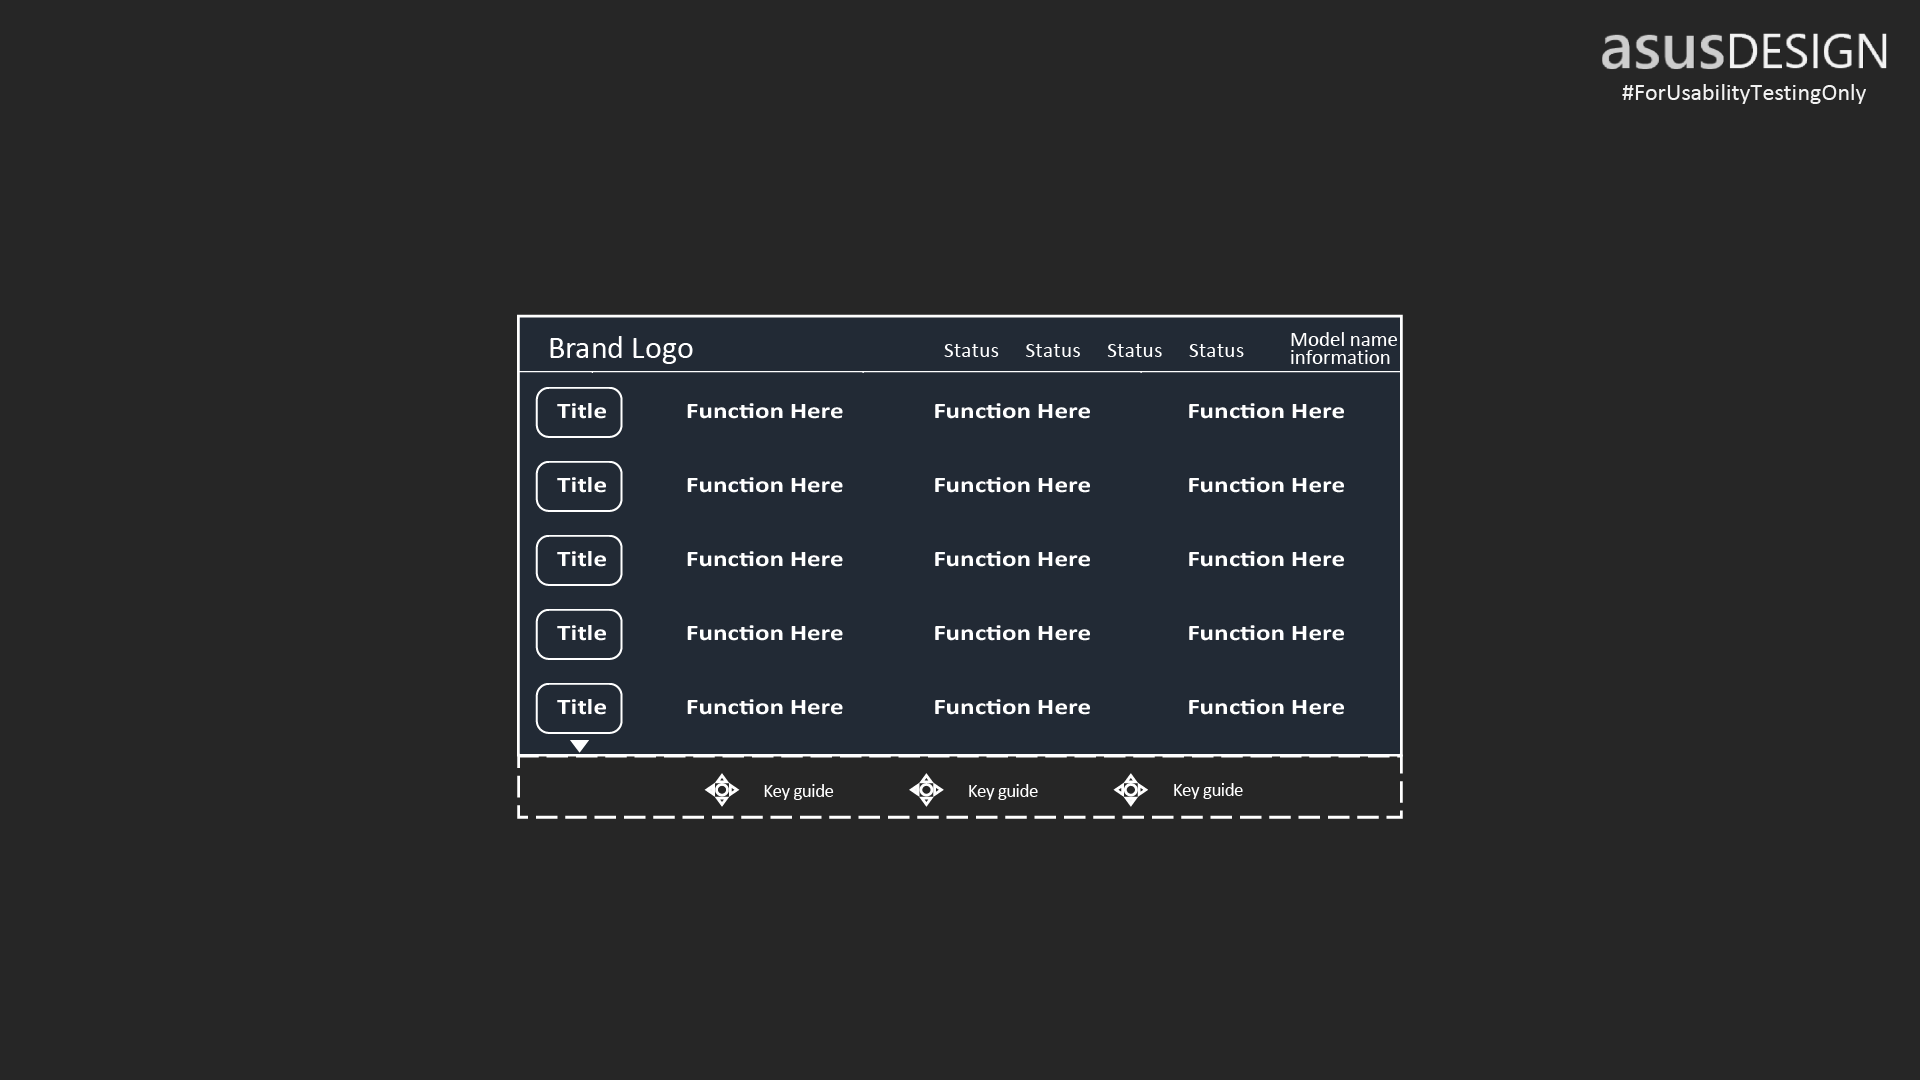 asusDESIGN
#ForUsabilityTestingOnly
Brand Logo Status Status Status Status Model name
information
Title Function Here Function Here Function Here
Title Function Here Function Here Function Here
Title Function Here Function Here Function Here
Title Function Here Function Here Function Here
Title Function Here Function Here Function Here
Key guide Key guide Key guide